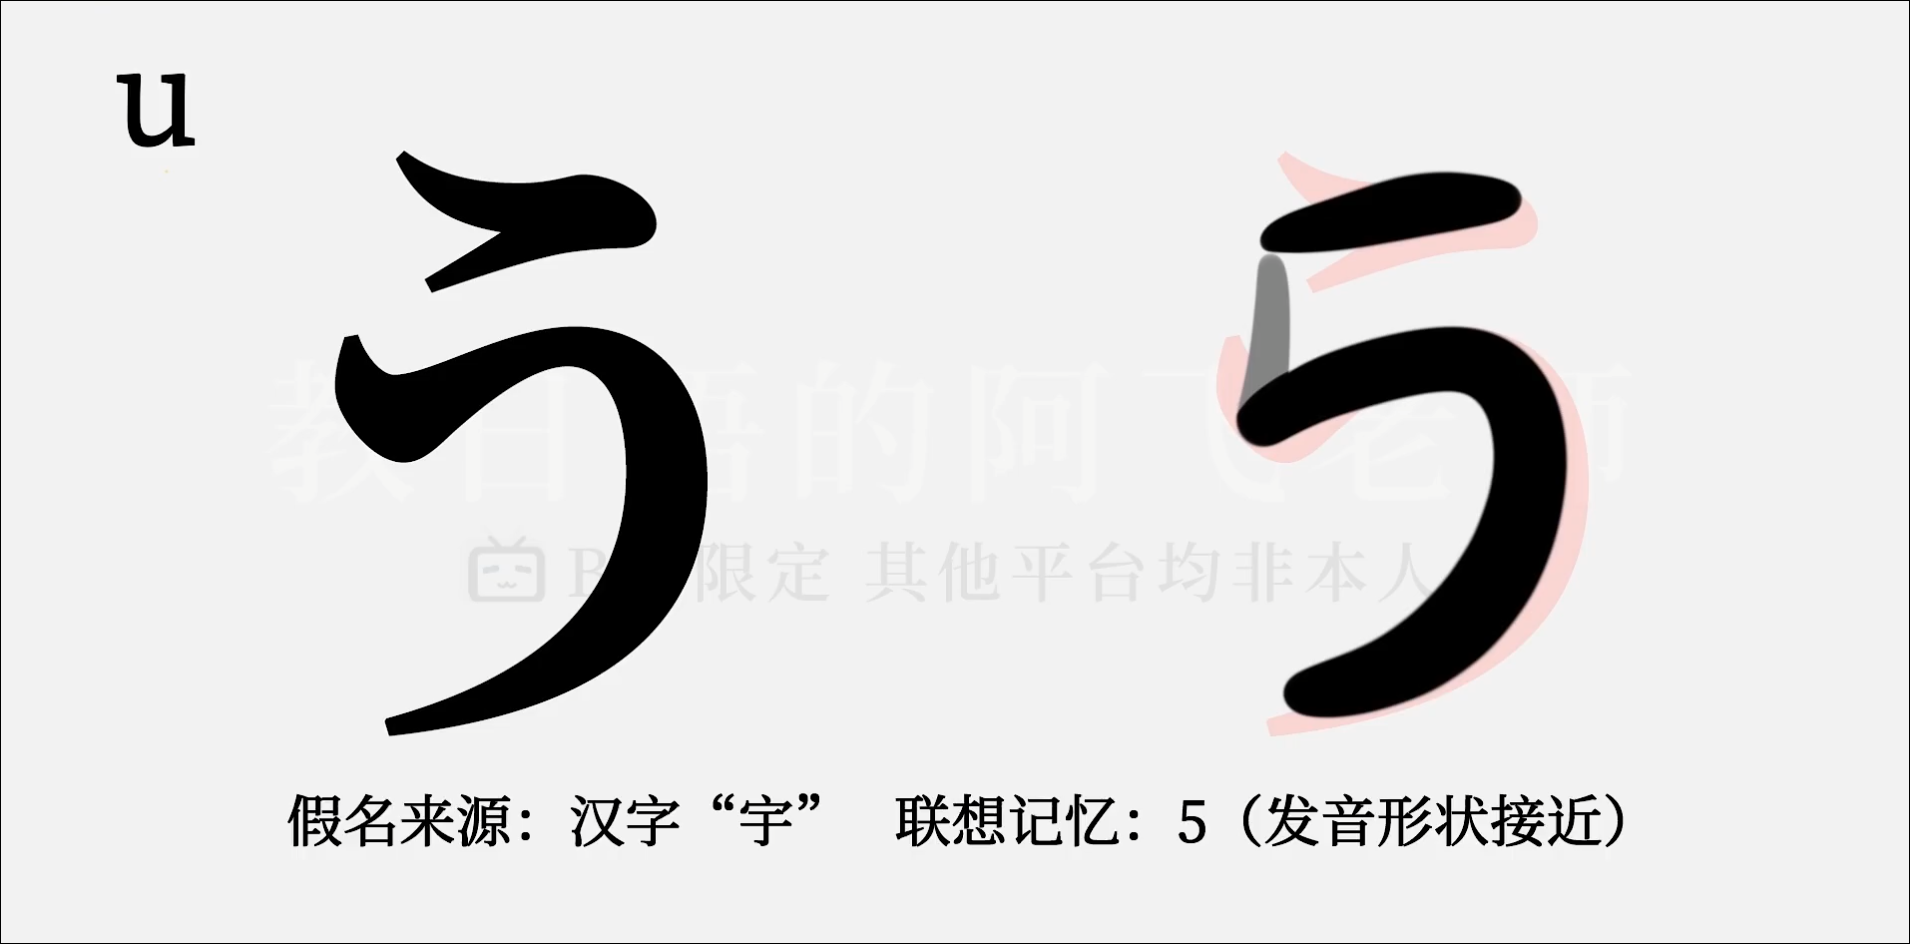 u
う
教日语的阿飞老师
B站限定 其他平台均非本人
假名来源：汉字“宇”　联想记忆：5（发音形状接近）